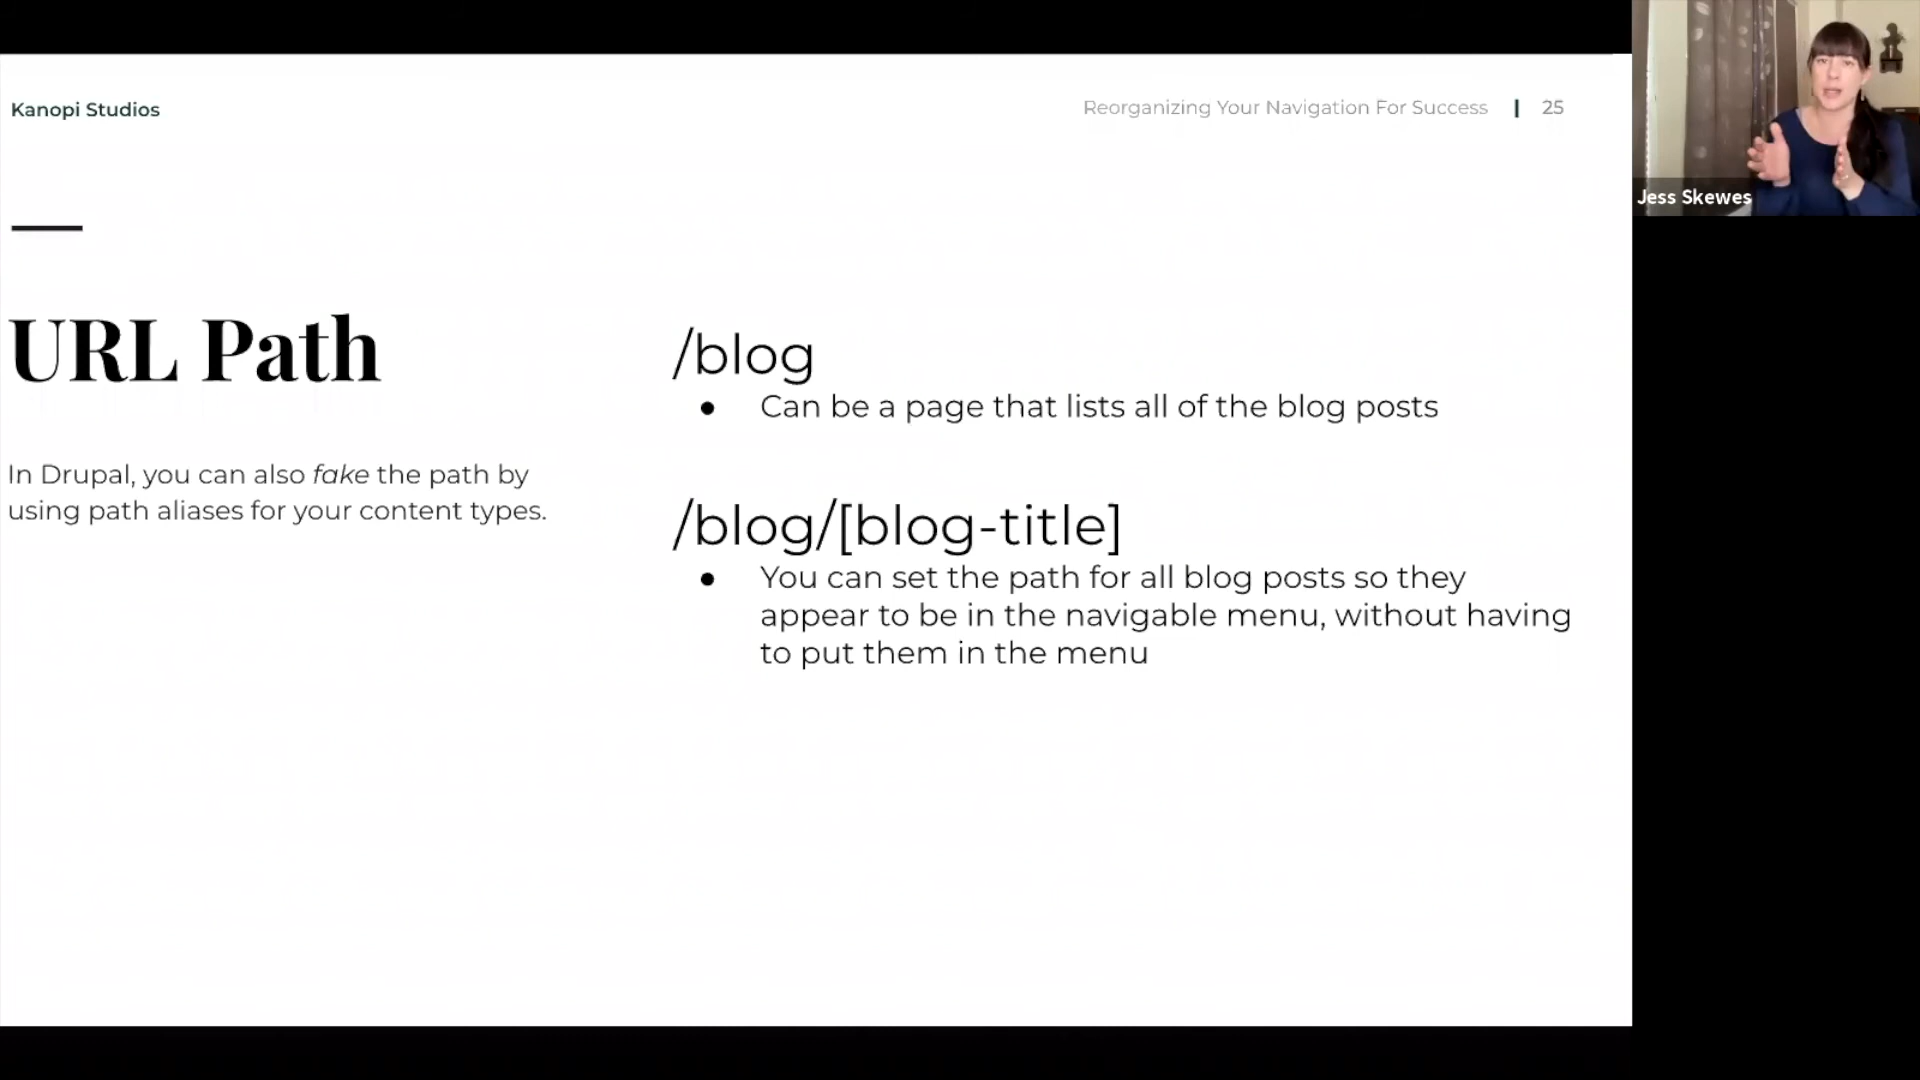 Kanopi Studios
Reorganizing Your Navigation For Success | 25
Jess Skewes
URL Path
In Drupal, you can also fake the path by
using path aliases for your content types.
/blog
● Can be a page that lists all of the blog posts
/blog/[blog-title]
● You can set the path for all blog posts so they
appear to be in the navigable menu, without having
to put them in the menu